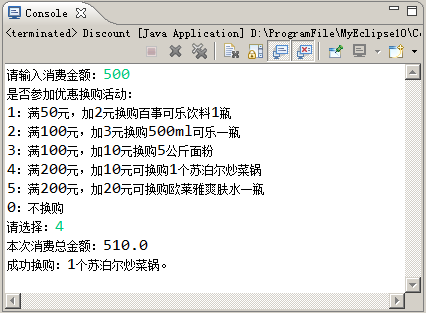 Console
<terminated> Discount [Java Application] D:\ProgramFile\MyEclipse10\Co
请输入消费金额：500
是否参加优惠换购活动：
1：满50元，加2元换购百事可乐饮料1瓶
2：满100元，加3元换购500ml可乐一瓶
3：满100元，加10元换购5公斤面粉
4：满200元，加10元可换购1个苏泊尔炒菜锅
5：满200元，加20元可换购欧莱雅爽肤水一瓶
0：不换购
请选择：4
本次消费总金额：510.0
成功换购：1个苏泊尔炒菜锅。